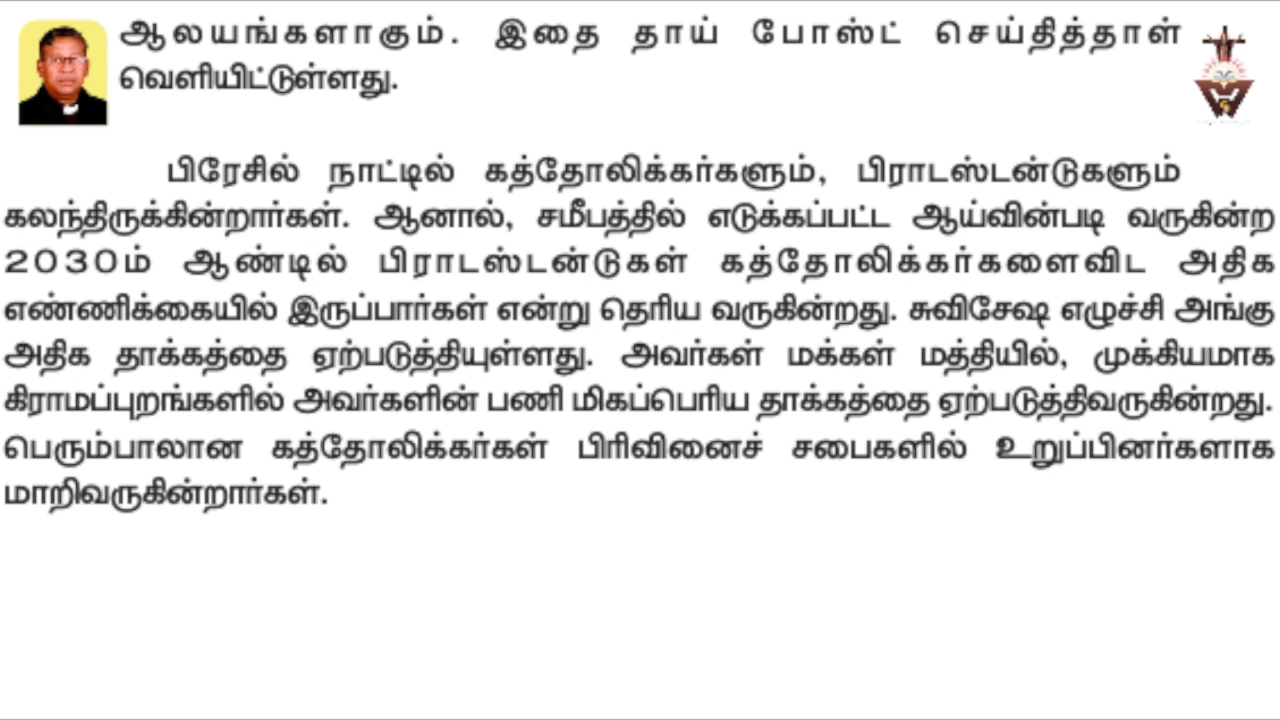 ஆலயங்களாகும். இதை தாய் போஸ்ட் செய்தித்தாள்
வெளியிட்டுள்ளது.
பிரேசில் நாட்டில் கத்தோலிக்கர்களும், பிராடஸ்டன்டுகளும்
கலந்திருக்கின்றார்கள். ஆனால், சமீபத்தில் எடுக்கப்பட்ட ஆய்வின்படி வருகின்ற
2030ம் ஆண்டில் பிராடஸ்டன்டுகள் கத்தோலிக்கர்களைவிட அதிக
எண்ணிக்கையில் இருப்பார்கள் என்று தெரிய வருகின்றது. சுவிசேஷ எழுச்சி அங்கு
அதிக தாக்கத்தை ஏற்படுத்தியுள்ளது. அவர்கள் மக்கள் மத்தியில், முக்கியமாக
கிராமப்புறங்களில் அவர்களின் பணி மிகப்பெரிய தாக்கத்தை ஏற்படுத்திவருகின்றது.
பெரும்பாலான கத்தோலிக்கர்கள் பிரிவினைச் சபைகளில் உறுப்பினர்களாக
மாறிவருகின்றார்கள்.